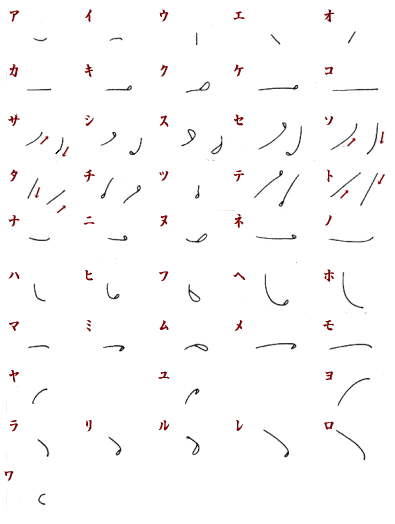 ア イ ウ エ オ
カ キ ク ケ コ
サ シ ス セ ソ
タ チ ツ テ ト
ナ ニ ヌ ネ ノ
ハ ヒ フ ヘ ホ
マ ミ ム メ モ
ヤ ユ ヨ
ラ リ ル レ ロ
ワ